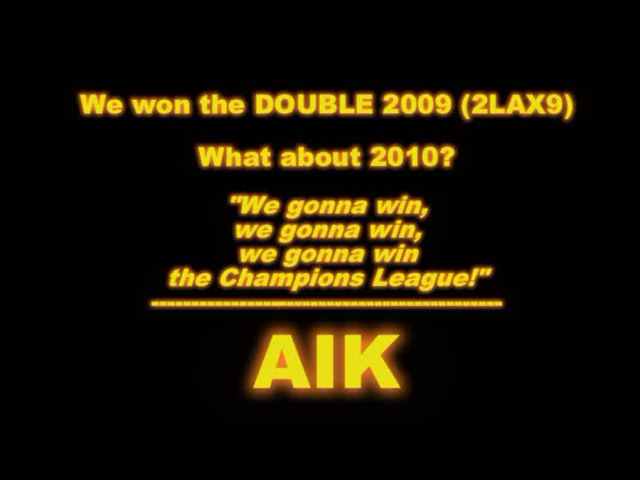 We won the DOUBLE 2009 (2LAX9)
What about 2010?
"We gonna win,
we gonna win,
we gonna win
the Champions League!"
-------------------------------------------
AIK